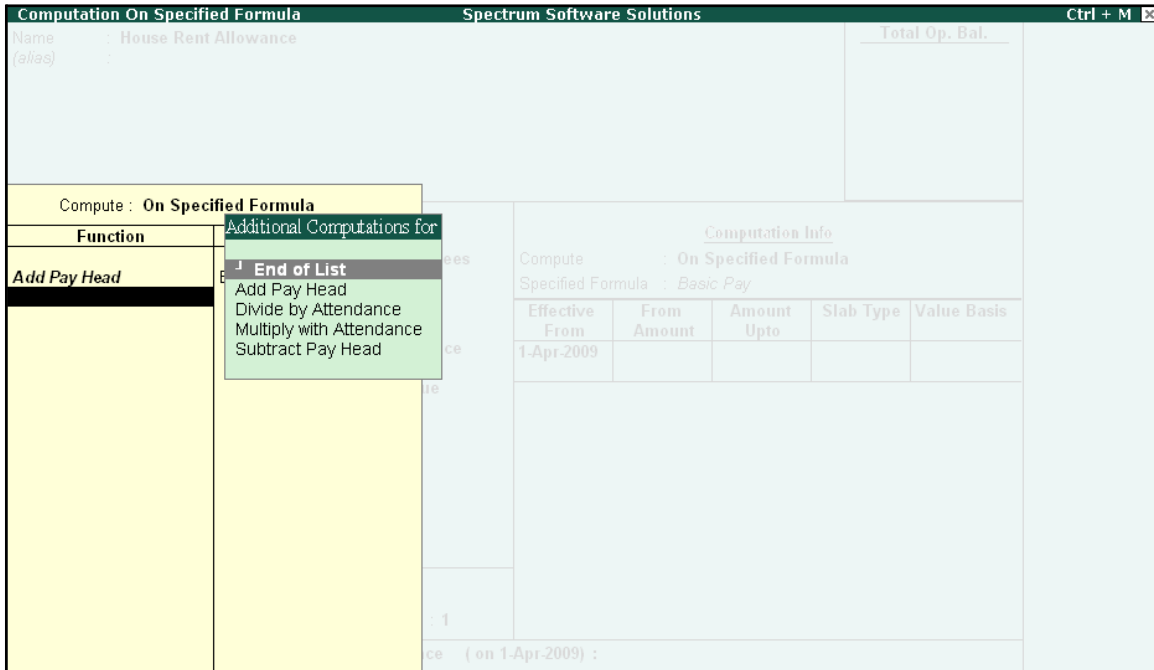 Computation On Specified Formula Spectrum Software Solutions Ctrl + M
Name : House Rent Allowance Total Op. Bal.
(alias) :
Compute : On Specified Formula
Function
Additional Computations for
Add Pay Head
End of List
Add Pay Head
Divide by Attendance
Multiply with Attendance
Subtract Pay Head
Computation Info
Compute : On Specified Formula
Specified Formula : Basic Pay
Effective From From Amount Amount Upto Slab Type Value Basis
1-Apr-2009
: 1
( on 1-Apr-2009) :